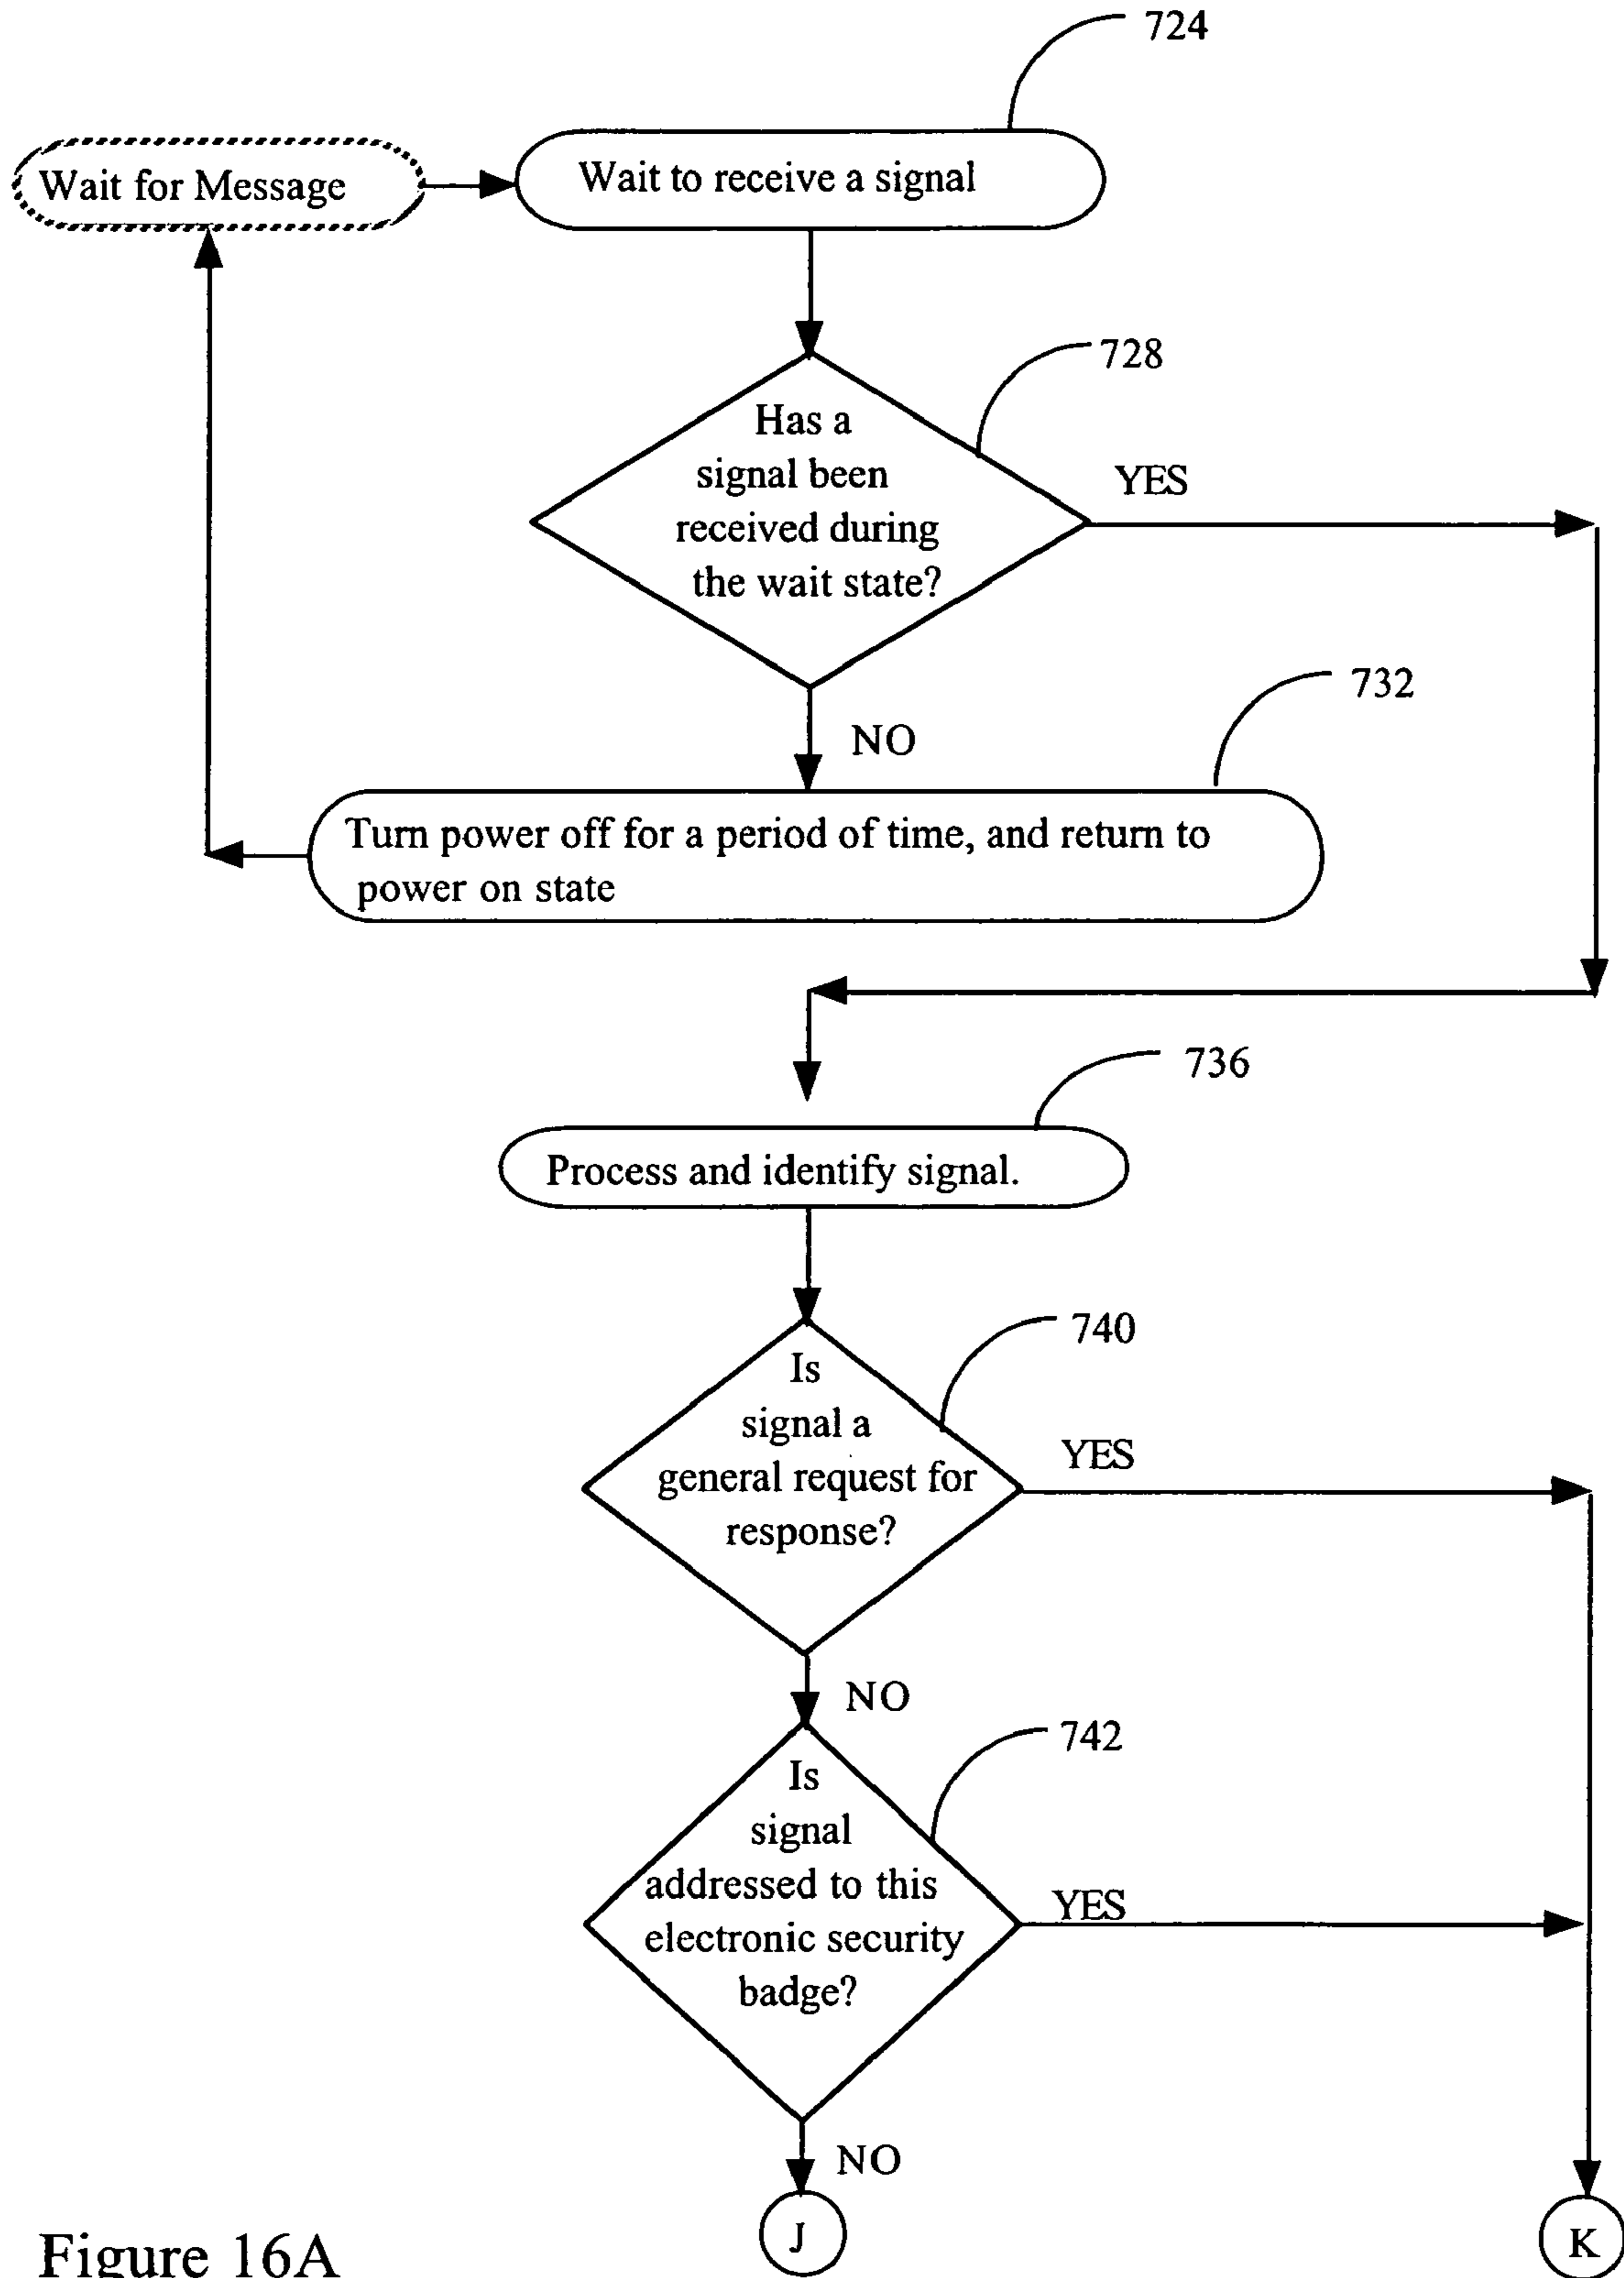 724
Wait for Message
Wait to receive a signal
728
Has a
signal been
received during
the wait state?
YES
732
NO
Turn power off for a period of time, and return to
power on state
736
Process and identify signal.
740
Is
signal a
general request for
response?
YES
NO
742
Is
signal
addressed to this
electronic security
badge?
YES
NO
J
K
Figure 16A